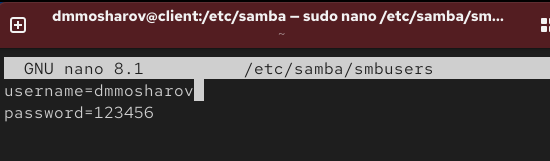 dmmosharov@client:/etc/samba — sudo nano /etc/samba/sm...
~
GNU nano 8.1 /etc/samba/smbusers
username=dmmosharov
password=123456